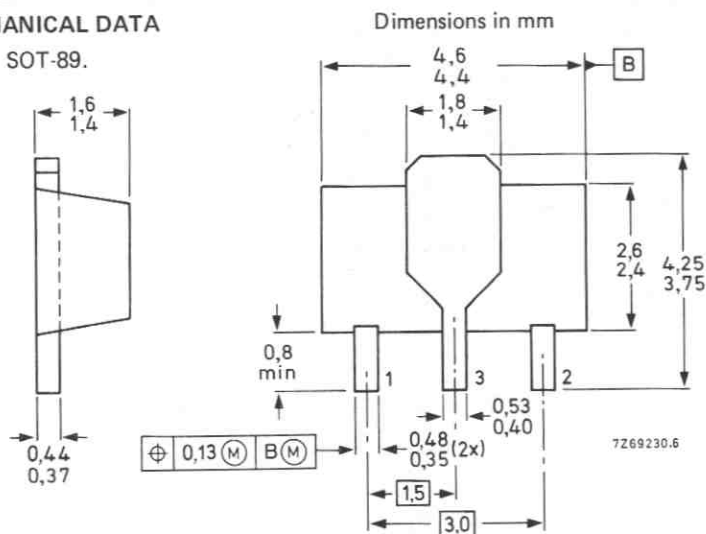 ANICAL DATA
SOT-89.
Dimensions in mm
4,6
4,4
B
1,6
1,4
1,8
1,4
2,6
2,4
4,25
3,75
0,8
min
1
3
2
0,53
0,40
0,48
0,35 (2x)
7Z69230.6
0,44
0,37
⌖ 0,13 Ⓜ B Ⓜ
1,5
3,0